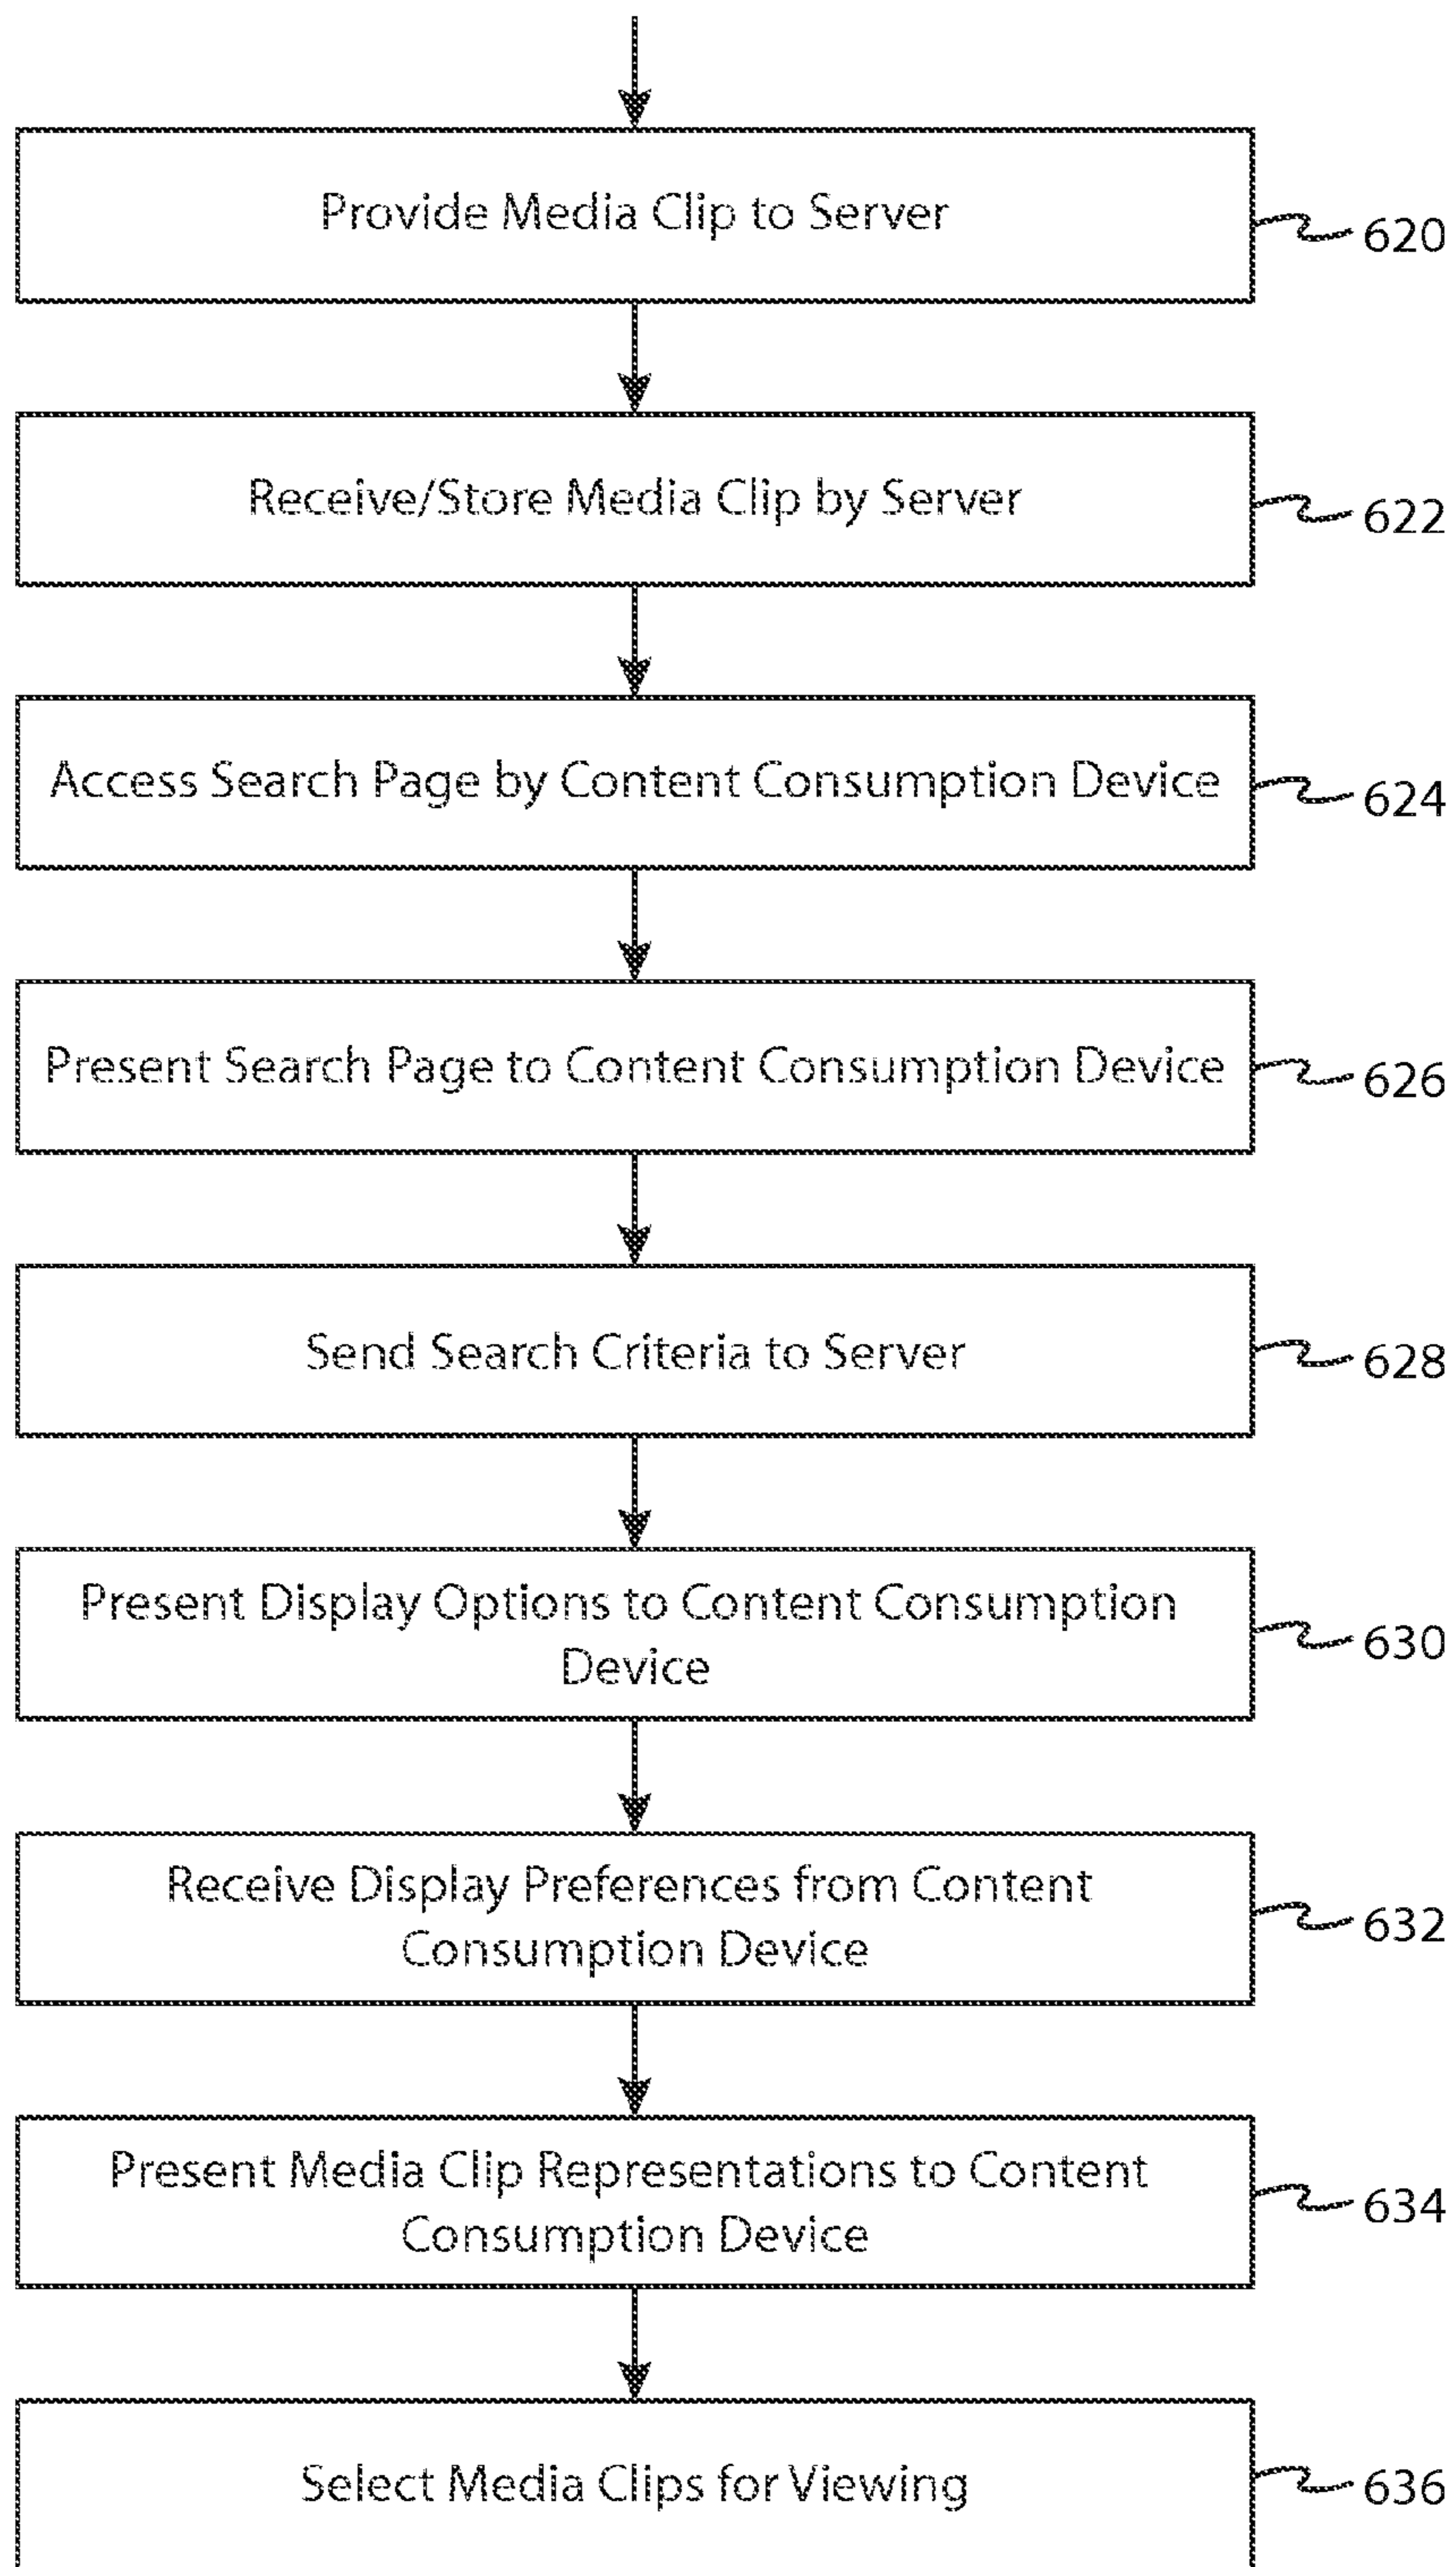 Provide Media Clip to Server
620
Receive/Store Media Clip by Server
622
Access Search Page by Content Consumption Device
624
Present Search Page to Content Consumption Device
626
Send Search Criteria to Server
628
Present Display Options to Content Consumption
Device
630
Receive Display Preferences from Content
Consumption Device
632
Present Media Clip Representations to Content
Consumption Device
634
Select Media Clips for Viewing
636